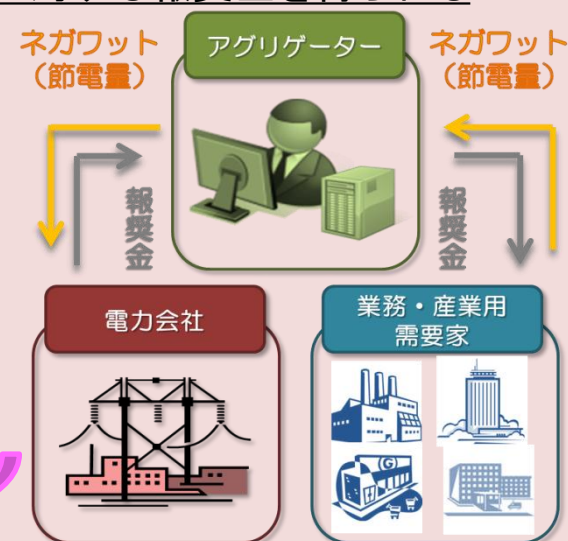 ネガワット
（節電量）
アグリゲーター
ネガワット
（節電量）
報奨金
報奨金
電力会社
業務・産業用
需要家
G